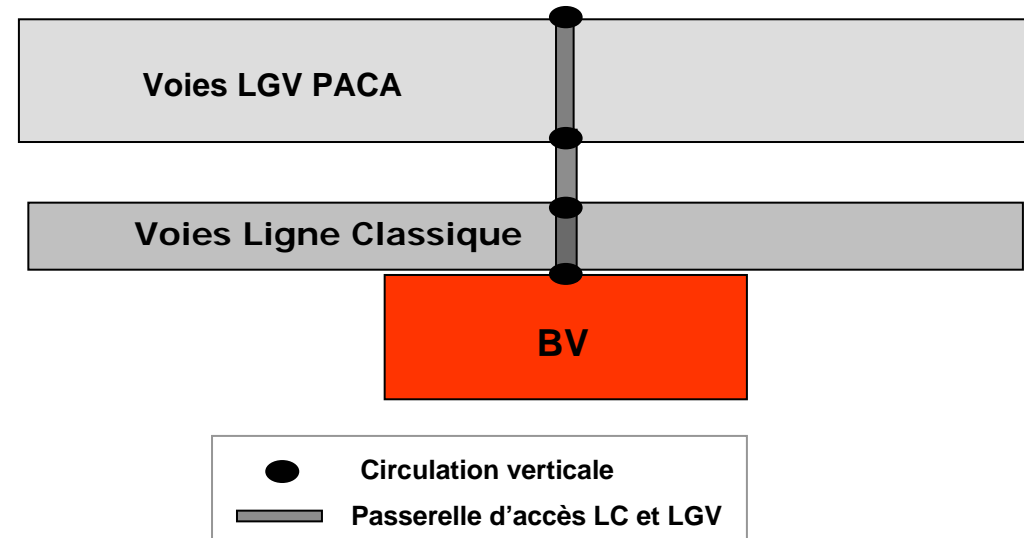 Voies LGV PACA
Voies Ligne Classique
BV
Circulation verticale
Passerelle d'accès LC et LGV